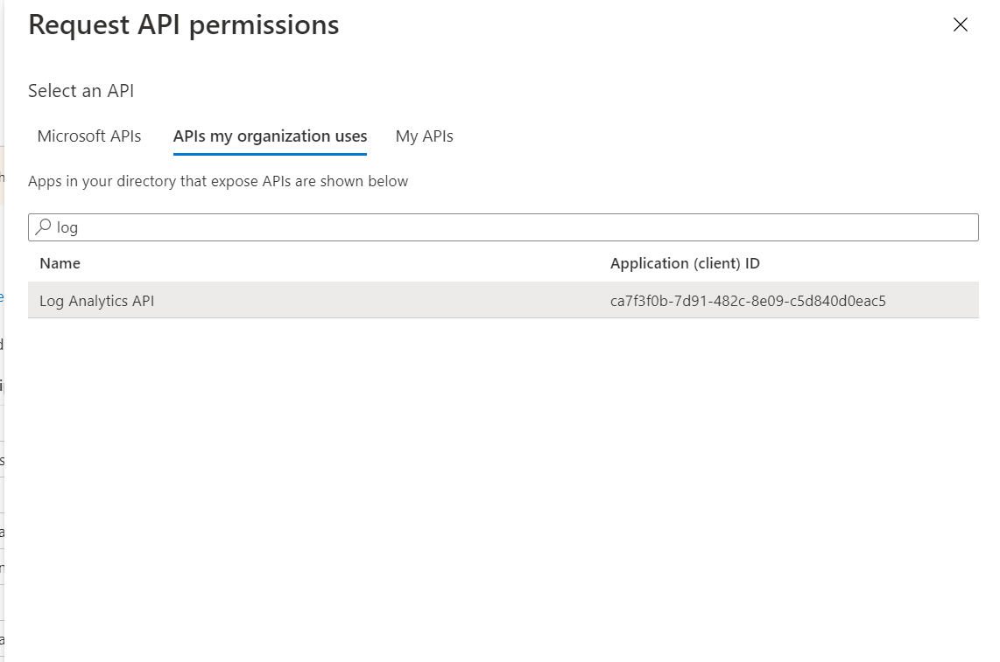 Request API permissions
Select an API
Microsoft APIs APIs my organization uses My APIs
Apps in your directory that expose APIs are shown below
log
Name Application (client) ID
Log Analytics API ca7f3f0b-7d91-482c-8e09-c5d840d0eac5